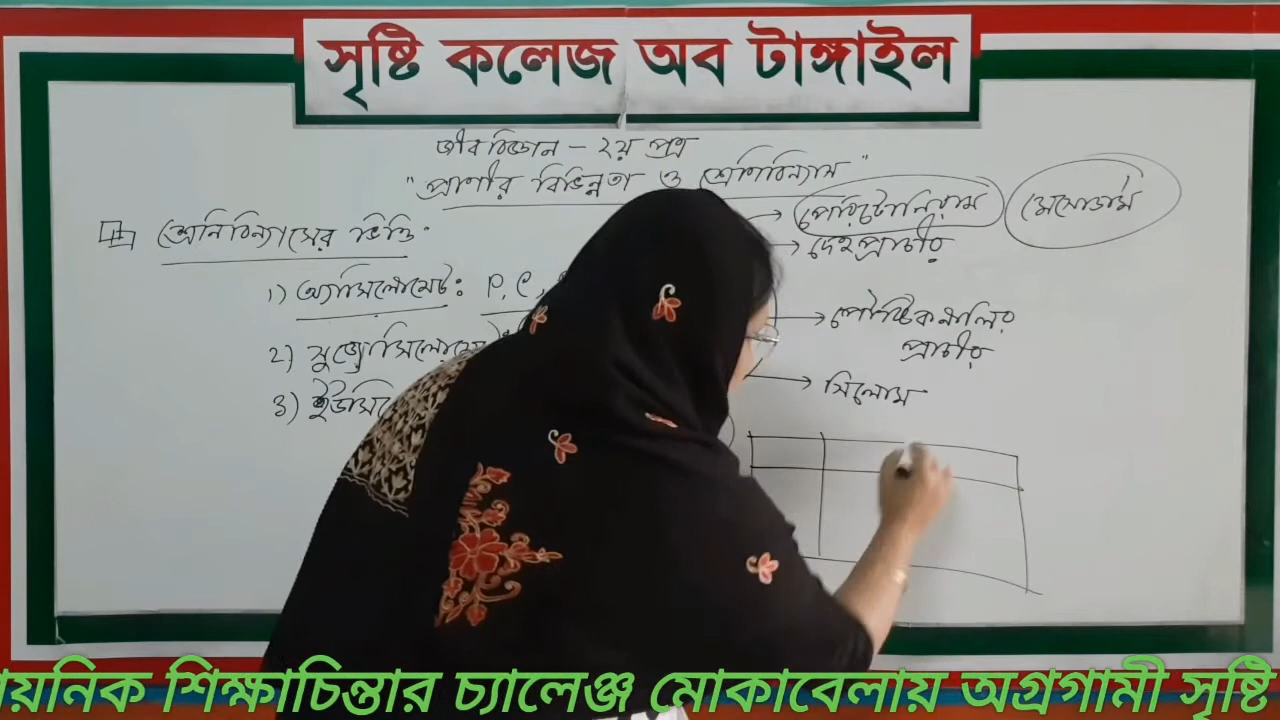 সৃষ্টি কলেজ অব টাঙ্গাইল
জীববিজ্ঞান – ২য় পত্র
"প্রাণীর বিভিন্নতা ও শ্রেণিবিন্যাস"
→ পেরিটোনিয়াম মেসোডার্ম
শ্রেনিবিন্যাসের ভিত্তি
→ দেহপ্রাচীর
১) অ্যাসিলোমেট: P, C,
→ পৌষ্টিকনালির
প্রাচীর
২) স্যুডোসিলোমেট
→ সিলোম
৩) ইউসি
য়নিক শিক্ষাচিন্তার চ্যালেঞ্জ মোকাবেলায় অগ্রগামী সৃষ্টি